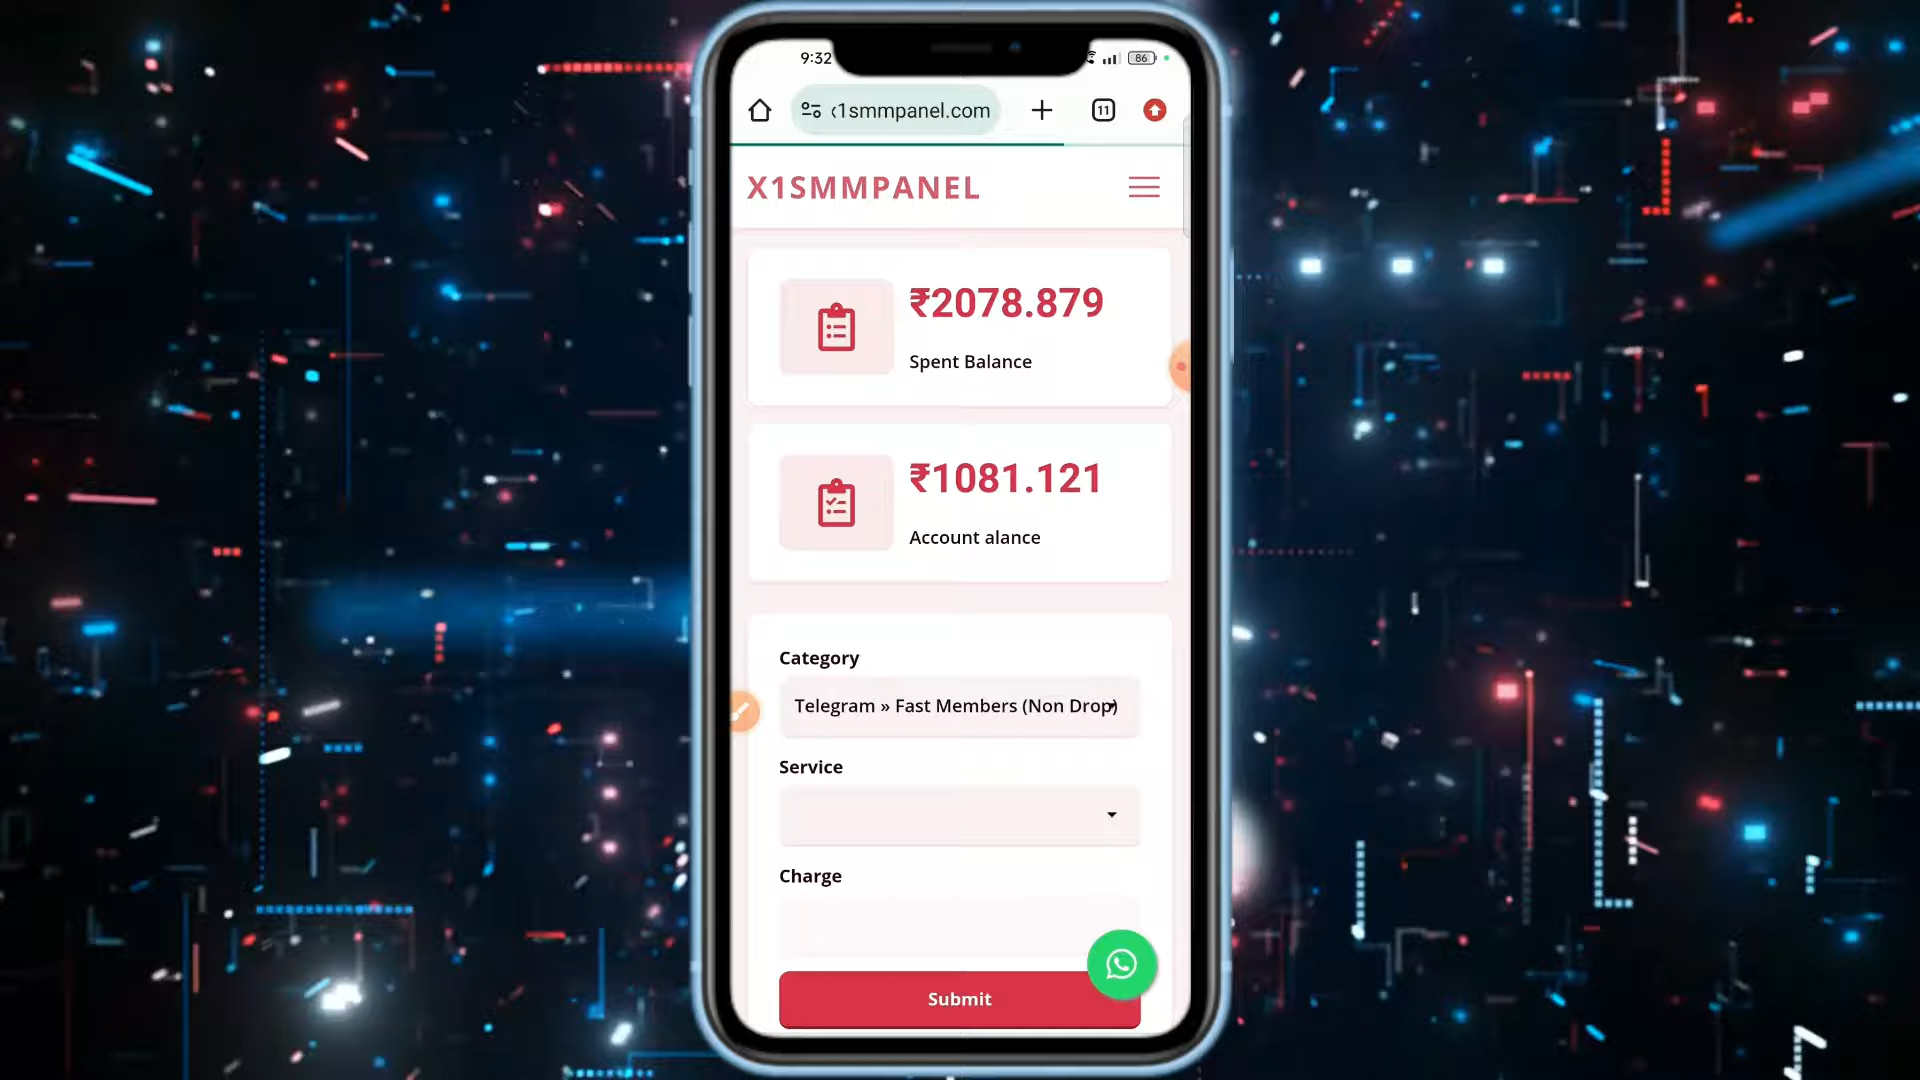 9:32
86
x1smmpanel.com
11
X1SMMPANEL
₹2078.879
Spent Balance
₹1081.121
Account alance
Category
Telegram » Fast Members (Non Drop)
Service
Charge
Submit